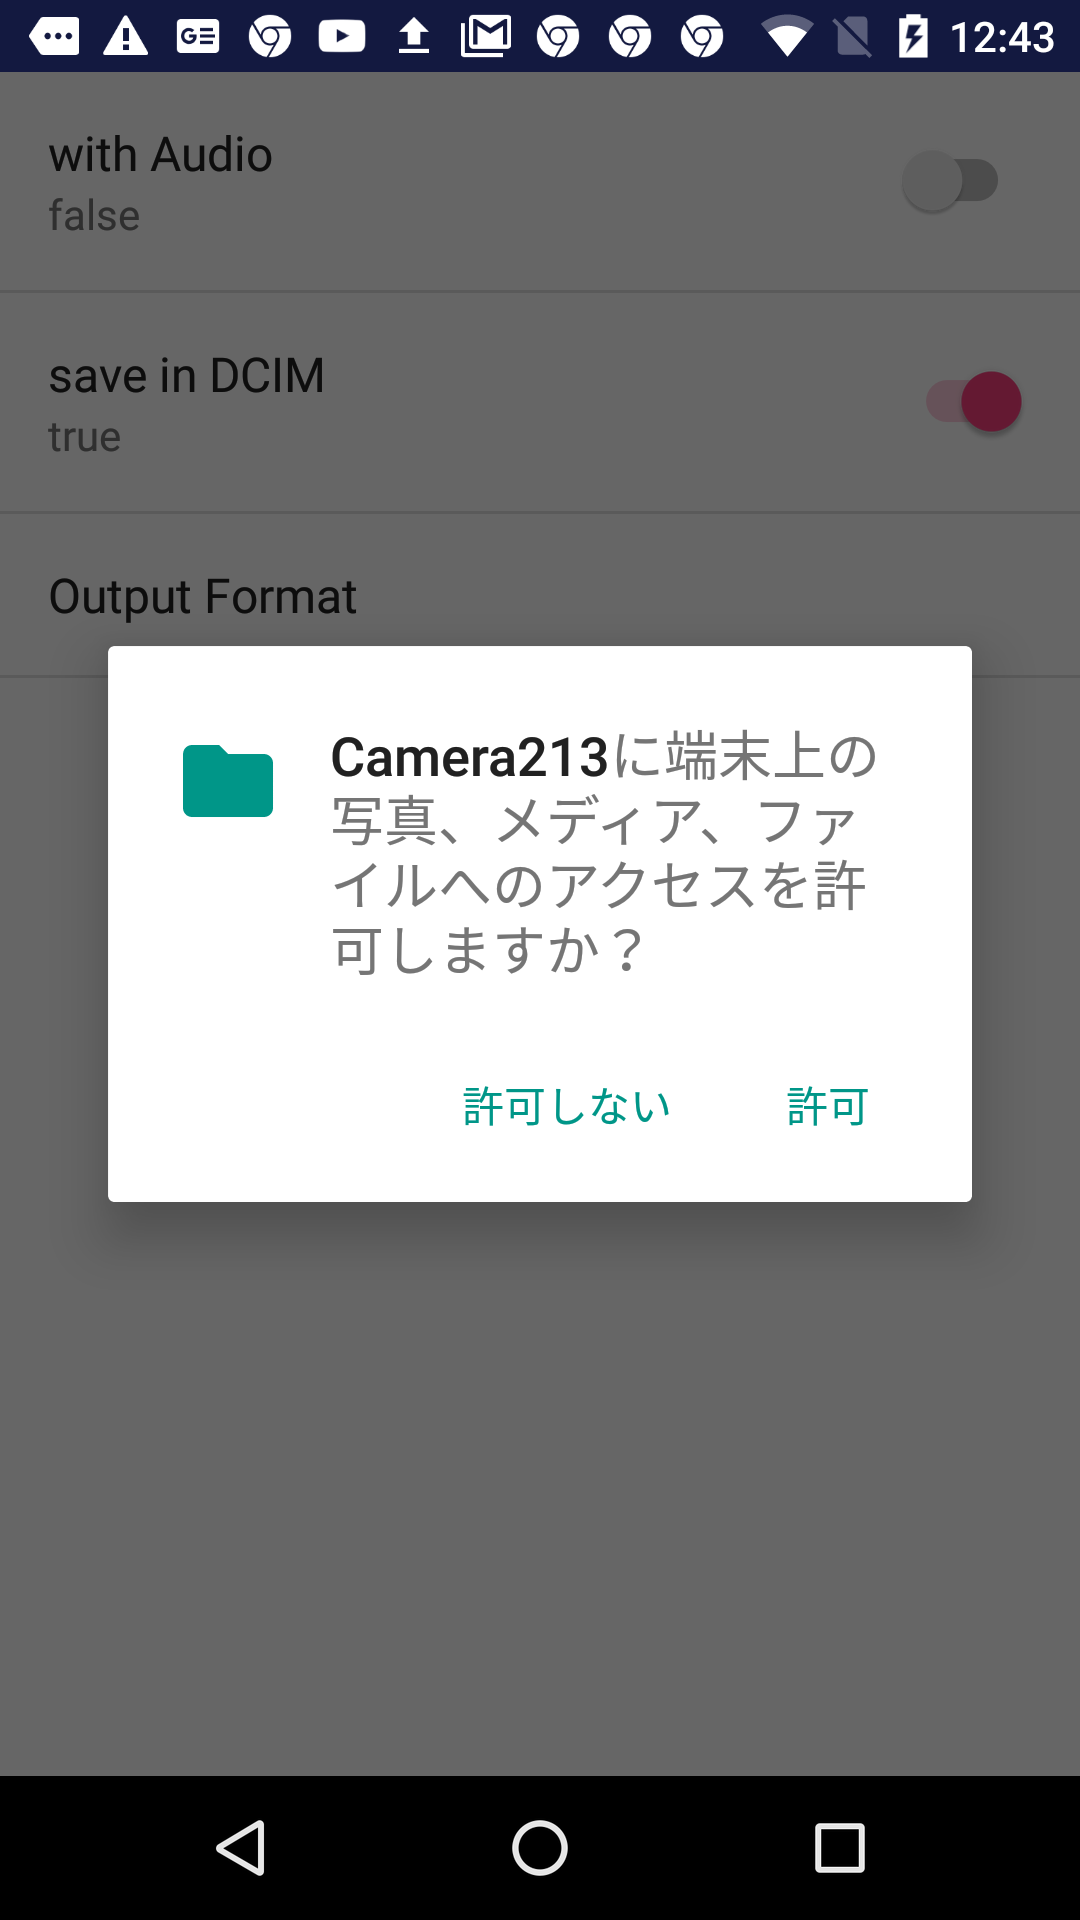 12:43
with Audio
false
save in DCIM
true
Output Format
Camera213に端末上の
写真、メディア、ファ
イルへのアクセスを許
可しますか？
許可しない 許可